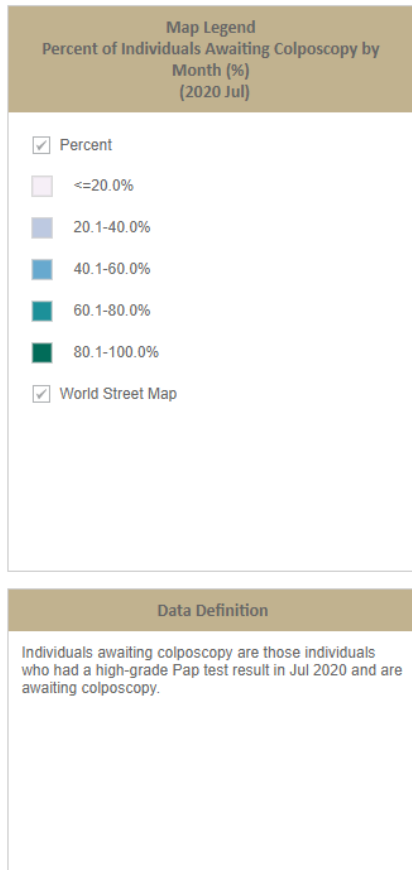 Map Legend
Percent of Individuals Awaiting Colposcopy by
Month (%)
(2020 Jul)
Percent
<=20.0%
20.1-40.0%
40.1-60.0%
60.1-80.0%
80.1-100.0%
World Street Map
Data Definition
Individuals awaiting colposcopy are those individuals
who had a high-grade Pap test result in Jul 2020 and are
awaiting colposcopy.